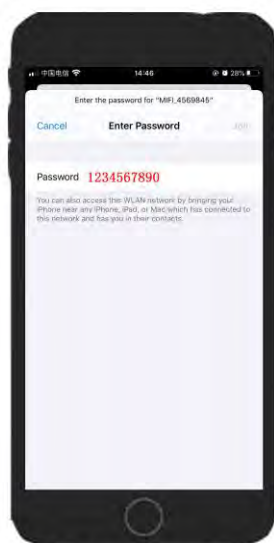 中国电信 14:46 28%
Enter the password for "MIFI_4569845"
Cancel Enter Password Join
Password 1234567890
You can also access this WLAN network by bringing your
iPhone near any iPhone, iPad, or Mac which has connected to
this network and has you in their contacts.